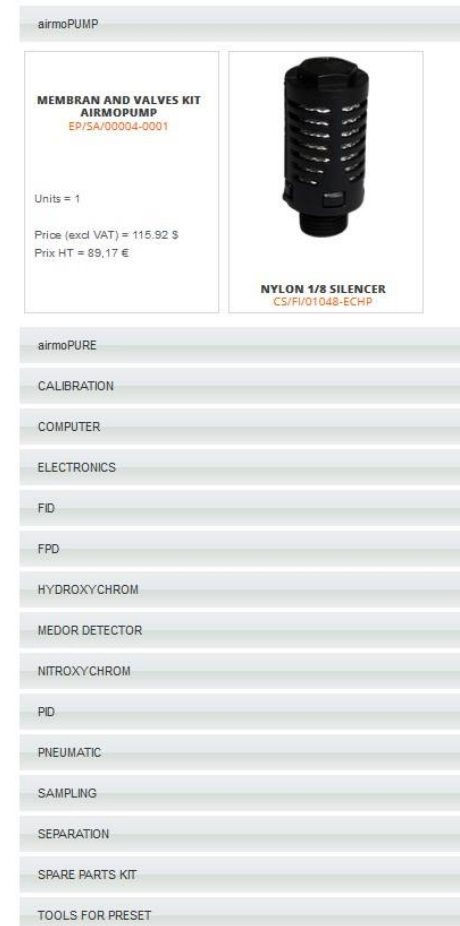 airmoPUMP
MEMBRAN AND VALVES KIT
AIRMOPUMP
EP/SA/00004-0001
Units = 1
Price (excl VAT) = 115.92 $
Prix HT = 89,17 €
NYLON 1/8 SILENCER
CS/FI/01048-ECHP
airmoPURE
CALIBRATION
COMPUTER
ELECTRONICS
FID
FPD
HYDROXYCHROM
MEDOR DETECTOR
NITROXYCHROM
PID
PNEUMATIC
SAMPLING
SEPARATION
SPARE PARTS KIT
TOOLS FOR PRESET